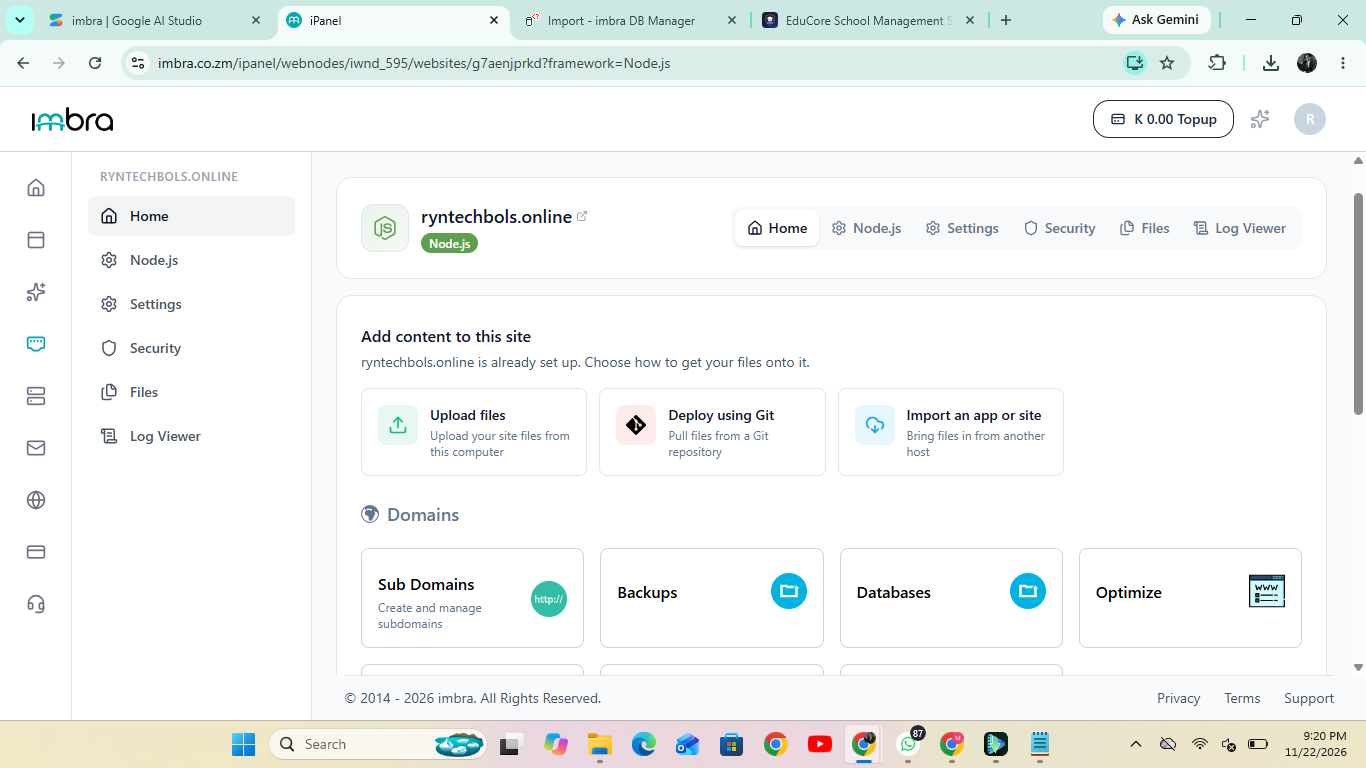 imbra | Google AI Studio
iPanel
Import - imbra DB Manager
EduCore School Management S
Ask Gemini
imbra.co.zm/ipanel/webnodes/iwnd_595/websites/g7aenjprkd?framework=Node.js
imbra
K 0.00 Topup
R
RYNTECHBOLS.ONLINE
Home
Node.js
Settings
Security
Files
Log Viewer
JS
ryntechbols.online
Node.js
Home
Node.js
Settings
Security
Files
Log Viewer
Add content to this site
ryntechbols.online is already set up. Choose how to get your files onto it.
Upload files
Upload your site files from
this computer
Deploy using Git
Pull files from a Git
repository
Import an app or site
Bring files in from another
host
Domains
Sub Domains
Create and manage
subdomains
http://
Backups
Databases
Optimize
WWW
© 2014 - 2026 imbra. All Rights Reserved.
Privacy
Terms
Support
Search
87
9:20 PM
11/22/2026